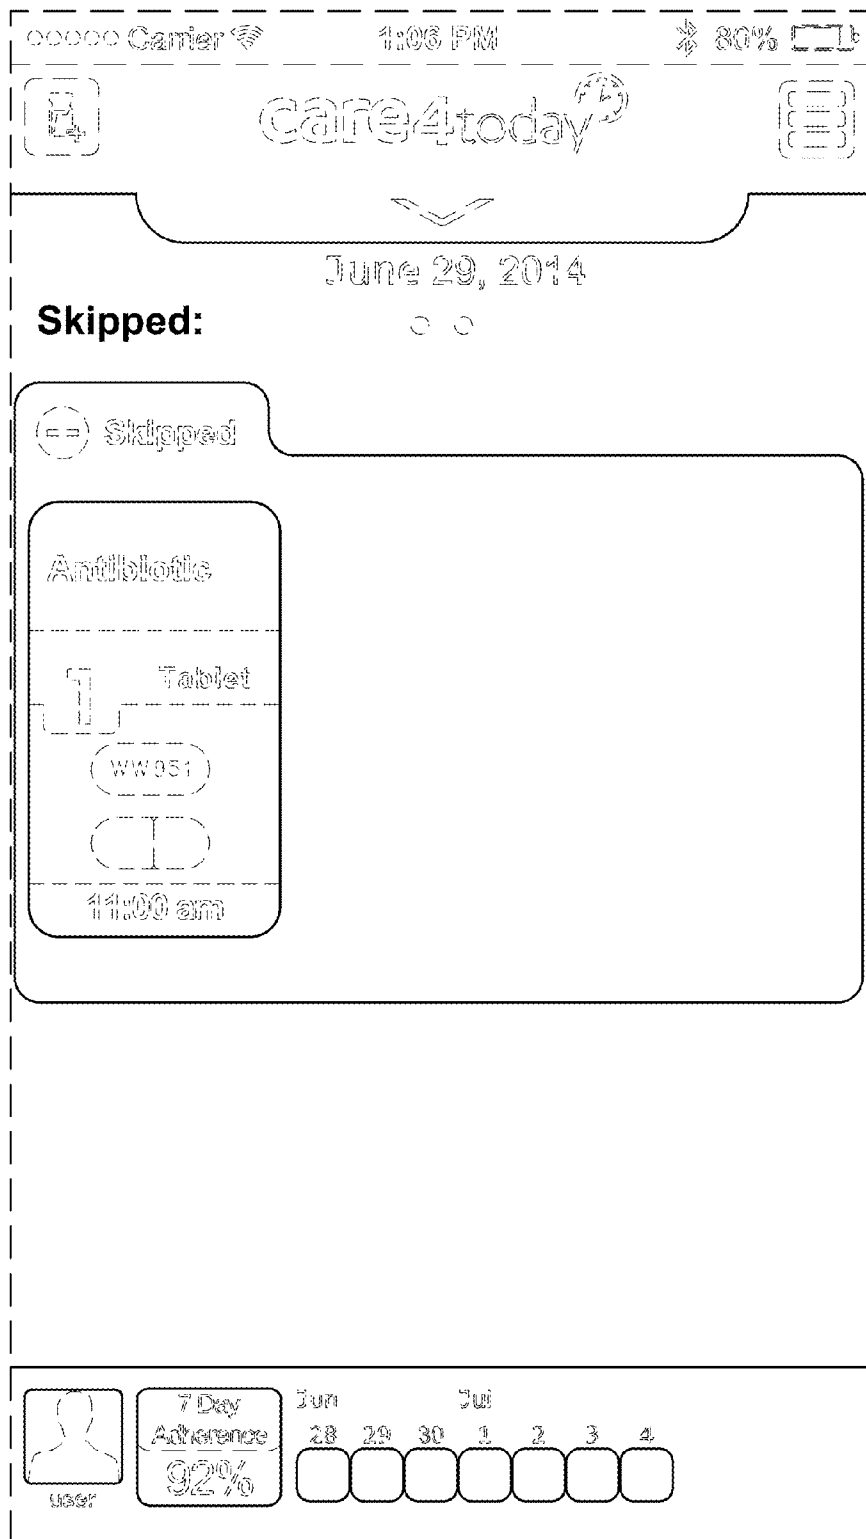 Carrier 1:06 PM 80%
care4today
June 29, 2014
Skipped:
Skipped
Antibiotic
1 Tablet
WW951
11:00 am
7 Day
Adherence
92%
user
Jun Jul
28 29 30 1 2 3 4